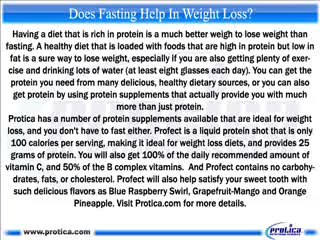 Does Fasting Help In Weight Loss?
Having a diet that is rich in protein is a much better weigh to lose weight than
fasting. A healthy diet that is loaded with foods that are high in protein but low in
fat is a sure way to lose weight, especially if you are also getting plenty of exer-
cise and drinking lots of water (at least eight glasses each day). You can get the
protein you need from many delicious, healthy dietary sources, or you can also
get protein by using protein supplements that actually provide you with much
more than just protein.
Protica has a number of protein supplements available that are ideal for weight
loss, and you don't have to fast either. Profect is a liquid protein shot that is only
100 calories per serving, making it ideal for weight loss diets, and provides 25
grams of protein. You will also get 100% of the daily recommended amount of
vitamin C, and 50% of the B complex vitamins.  And Profect contains no carbohy-
drates, fats, or cholesterol. Profect will also help satisfy your sweet tooth with
such delicious flavors as Blue Raspberry Swirl, Grapefruit-Mango and Orange
Pineapple. Visit Protica.com for more details.
www.protica.com
protica